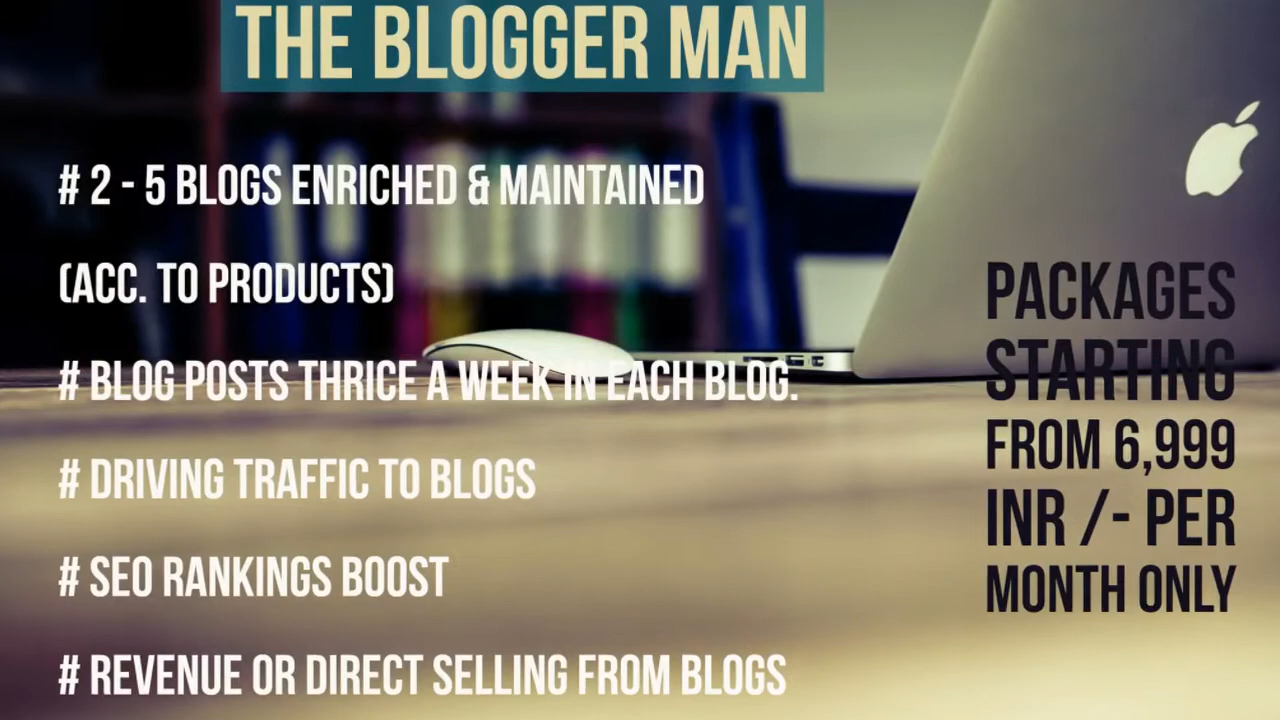 THE BLOGGER MAN
# 2 - 5 BLOGS ENRICHED & MAINTAINED
(ACC. TO PRODUCTS)
# BLOG POSTS THRICE A WEEK IN EACH BLOG.
# DRIVING TRAFFIC TO BLOGS
# SEO RANKINGS BOOST
# REVENUE OR DIRECT SELLING FROM BLOGS
PACKAGES
STARTING
FROM 6,999
INR /- PER
MONTH ONLY